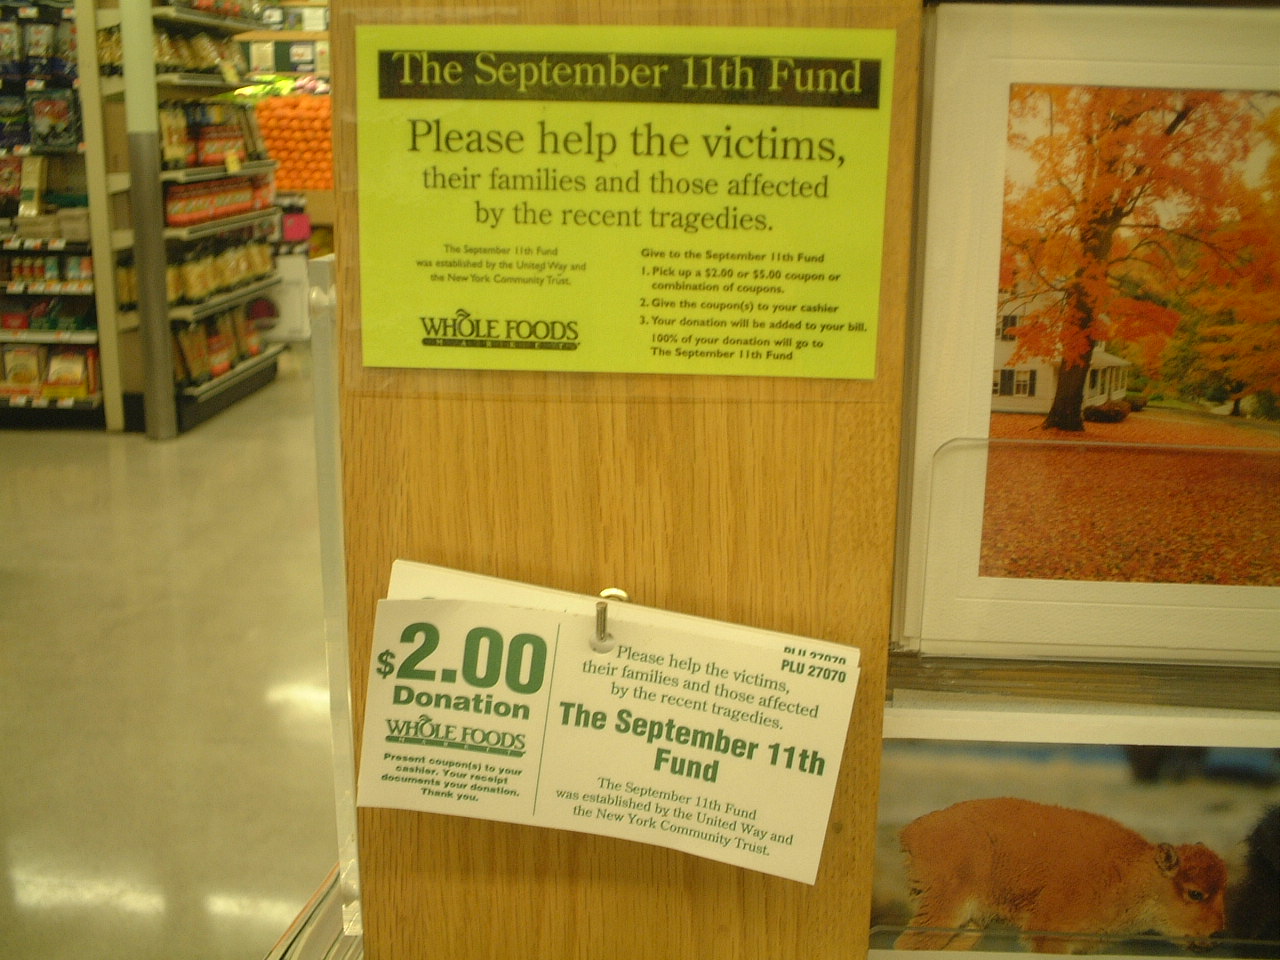 The September 11th Fund
Please help the victims,
their families and those affected
by the recent tragedies.
The September 11th Fund
was established by the United Way and
the New York Community Trust.
WHOLE FOODS
MARKET
Give to the September 11th Fund
1. Pick up a $2.00 or $5.00 coupon or
combination of coupons.
2. Give the coupon(s) to your cashier
3. Your donation will be added to your bill.
100% of your donation will go to
The September 11th Fund
$2.00
Donation
WHOLE FOODS
MARKET
Present coupon(s) to your
cashier. Your receipt
documents your donation.
Thank you.
PLU 27070
PLU 27070
Please help the victims,
their families and those affected
by the recent tragedies.
The September 11th
Fund
The September 11th Fund
was established by the United Way and
the New York Community Trust.